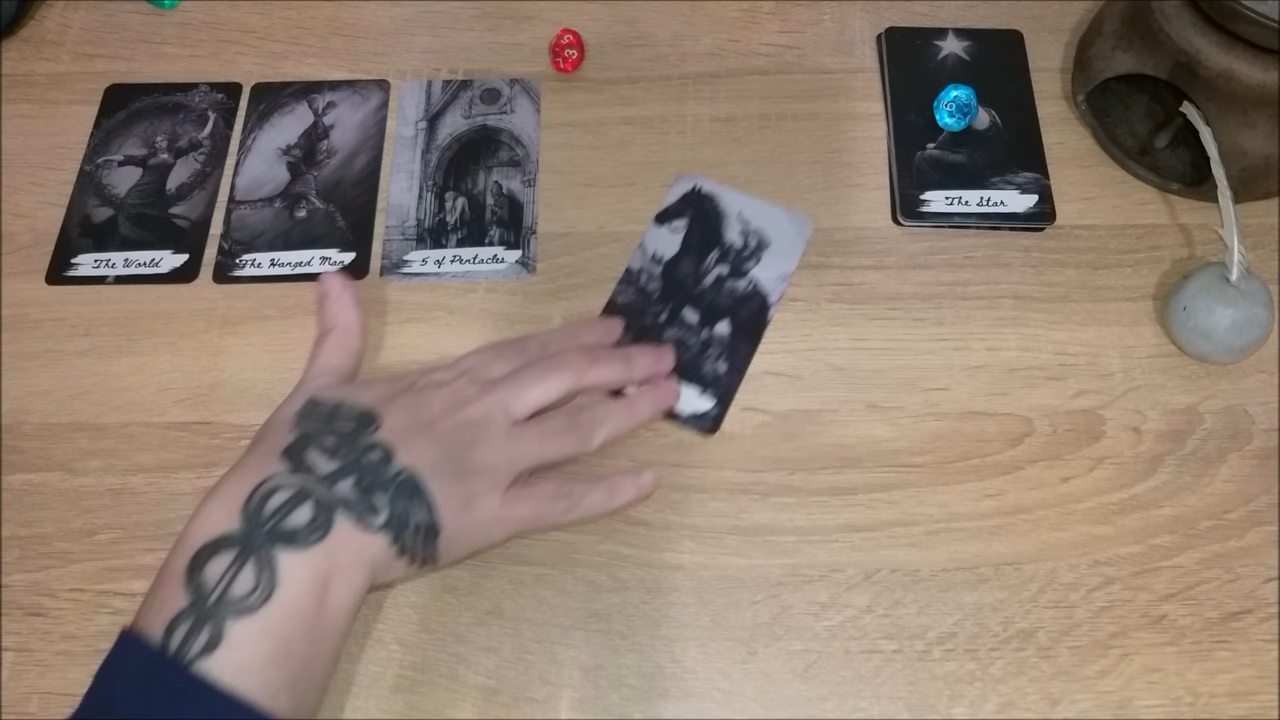 The World
The Hanged Man
5 of Pentacles
The Star